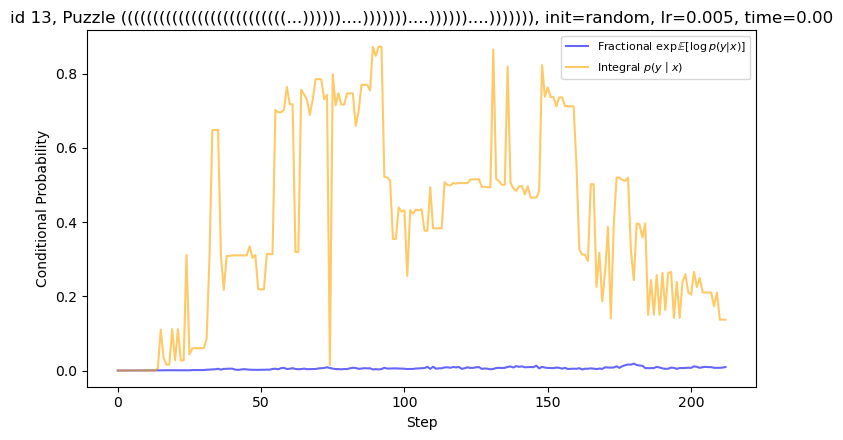 id 13, Puzzle ((((((((((((((((((((((((((...))))))....)))))))....))))))....))))))), init=random, lr=0.005, time=0.00
Fractional exp𝔼[log p(y|x)]
Integral p(y | x)
Conditional Probability
0.8
0.6
0.4
0.2
0.0
0 50 100 150 200
Step